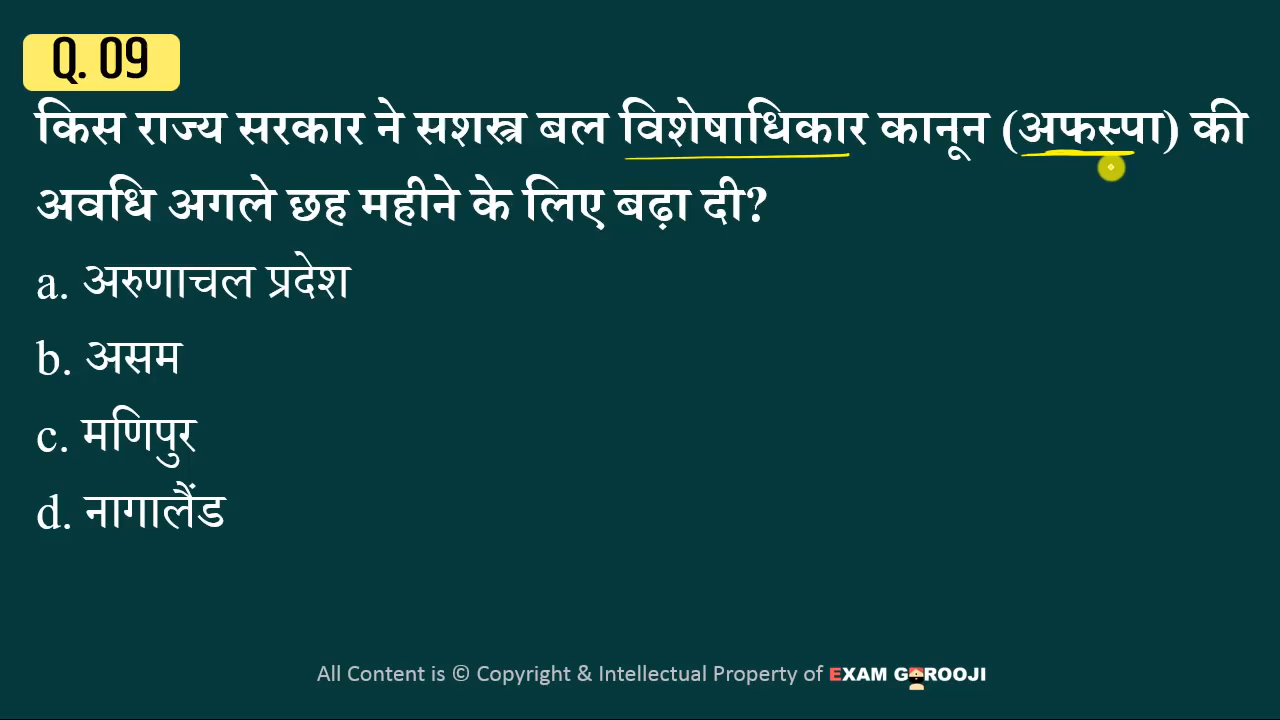 Q. 09
किस राज्य सरकार ने सशस्त्र बल विशेषाधिकार कानून (अफस्पा) की
अवधि अगले छह महीने के लिए बढ़ा दी?
a. अरुणाचल प्रदेश
b. असम
c. मणिपुर
d. नागालैंड
All Content is © Copyright & Intellectual Property of EXAM GUROOJI